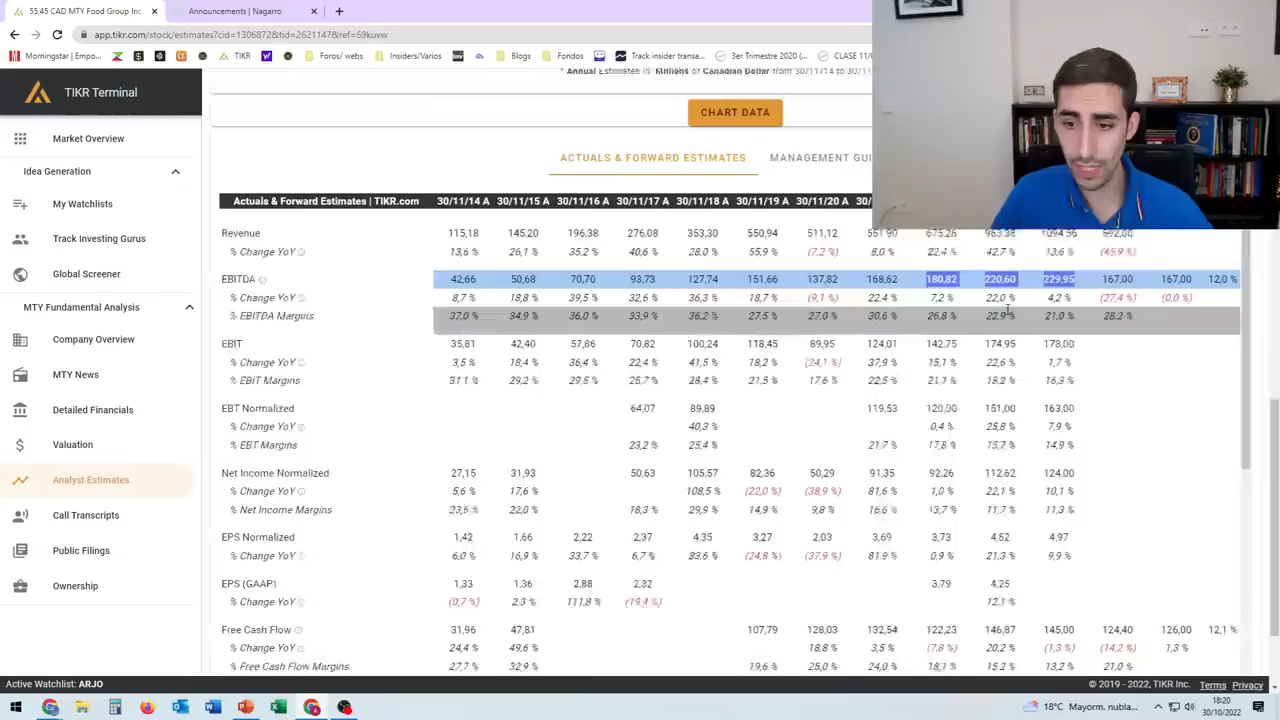 55,45 CAD MTY Food Group Inc.
Announcements | Nagarro
app.tikr.com/stock/estimates?cid=1306872&tid=2621147&ref=69kuvw
Morningstar | Empo... TIKR Foros/ webs Insiders/Varios Blogs Fondos Track insider transa... 3er Trimestre 2020 (... CLASE 11/
TIKR Terminal
* Annual Estimates in Millions of Canadian Dollar from 30/11/14 to 30/11
CHART DATA
Market Overview
Idea Generation
My Watchlists
Track Investing Gurus
Global Screener
MTY Fundamental Analysis
Company Overview
MTY News
Detailed Financials
Valuation
Analyst Estimates
Call Transcripts
Public Filings
Ownership
ACTUALS & FORWARD ESTIMATES MANAGEMENT GUI
Actuals & Forward Estimates | TIKR.com 30/11/14 A 30/11/15 A 30/11/16 A 30/11/17 A 30/11/18 A 30/11/19 A 30/11/20 A
Revenue 115,18 145,20 196,38 276,08 353,30 550,94 511,12 551,90 675,26 963,38 1094,56 592,00
% Change YoY 13,6 % 26,1 % 35,2 % 40,6 % 28,0 % 55,9 % (7,2 %) 8,0 % 22,4 % 42,7 % 13,6 % (45,9 %)
EBITDA 42,66 50,68 70,70 93,73 127,74 151,66 137,82 168,62 180,82 220,60 229,95 167,00 167,00 12,0 %
% Change YoY 8,7 % 18,8 % 39,5 % 32,6 % 36,3 % 18,7 % (9,1 %) 22,4 % 7,2 % 22,0 % 4,2 % (27,4 %) (0,0 %)
% EBITDA Margins 37,0 % 34,9 % 36,0 % 33,9 % 36,2 % 27,5 % 27,0 % 30,6 % 26,8 % 22,9 % 21,0 % 28,2 %
EBIT 35,81 42,40 57,86 70,82 100,24 118,45 89,95 124,01 142,75 174,95 178,00
% Change YoY 3,5 % 18,4 % 36,4 % 22,4 % 41,5 % 18,2 % (24,1 %) 37,9 % 15,1 % 22,6 % 1,7 %
% EBIT Margins 31,1 % 29,2 % 29,5 % 25,7 % 28,4 % 21,5 % 17,6 % 22,5 % 21,1 % 18,2 % 16,3 %
EBT Normalized 64,07 89,89 119,53 120,00 151,00 163,00
% Change YoY 40,3 % 0,4 % 25,8 % 7,9 %
% EBT Margins 23,2 % 25,4 % 21,7 % 17,8 % 15,7 % 14,9 %
Net Income Normalized 27,15 31,93 50,63 105,57 82,36 50,29 91,35 92,26 112,62 124,00
% Change YoY 5,6 % 17,6 % 108,5 % (22,0 %) (38,9 %) 81,6 % 1,0 % 22,1 % 10,1 %
% Net Income Margins 23,6 % 22,0 % 18,3 % 29,9 % 14,9 % 9,8 % 16,6 % 13,7 % 11,7 % 11,3 %
EPS Normalized 1,42 1,66 2,22 2,37 4,35 3,27 2,03 3,69 3,73 4,52 4,97
% Change YoY 6,0 % 16,9 % 33,7 % 6,7 % 83,6 % (24,8 %) (37,9 %) 81,9 % 0,9 % 21,3 % 9,9 %
EPS (GAAP) 1,33 1,36 2,88 2,32 3,79 4,25
% Change YoY (0,7 %) 2,3 % 111,8 % (19,4 %) 12,1 %
Free Cash Flow 31,96 47,81 107,79 128,03 132,54 122,23 146,87 145,00 124,40 126,00 12,1 %
% Change YoY 24,4 % 49,6 % 18,8 % 3,5 % (7,8 %) 20,2 % (1,3 %) (14,2 %) 1,3 %
% Free Cash Flow Margins 27,7 % 32,9 % 19,6 % 25,0 % 24,0 % 18,1 % 15,2 % 13,2 % 21,0 %
Active Watchlist: ARJO
© 2019 - 2022, TIKR Inc. Terms Privacy
18°C Mayorm. nubla...
18:20
30/10/2022